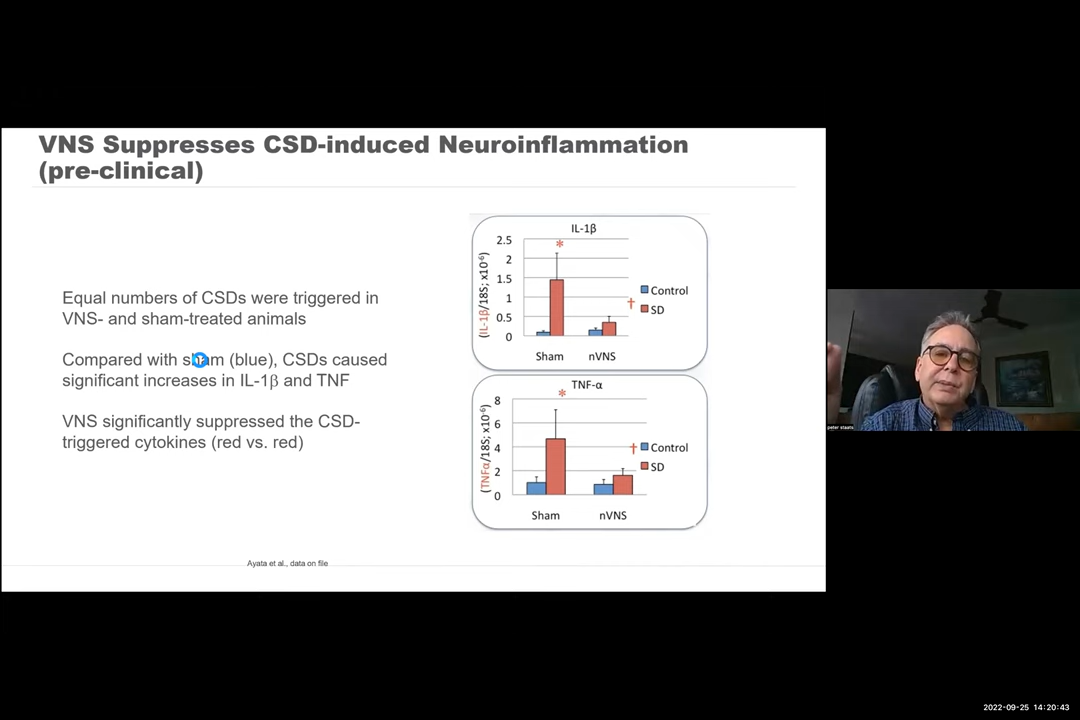 VNS Suppresses CSD-induced Neuroinflammation
(pre-clinical)
Equal numbers of CSDs were triggered in
VNS- and sham-treated animals
Compared with sham (blue), CSDs caused
significant increases in IL-1β and TNF
VNS significantly suppressed the CSD-
triggered cytokines (red vs. red)
IL-1β
(IL-1β/18S; x10⁻⁶)
2.5
2
1.5
1
0.5
0
*
†
Control
SD
Sham nVNS
TNF-α
(TNFα/18S; x10⁻⁶)
8
6
4
2
0
*
†
Control
SD
Sham nVNS
Ayata et al., data on file
peter staats
2022-09-25 14:20:43